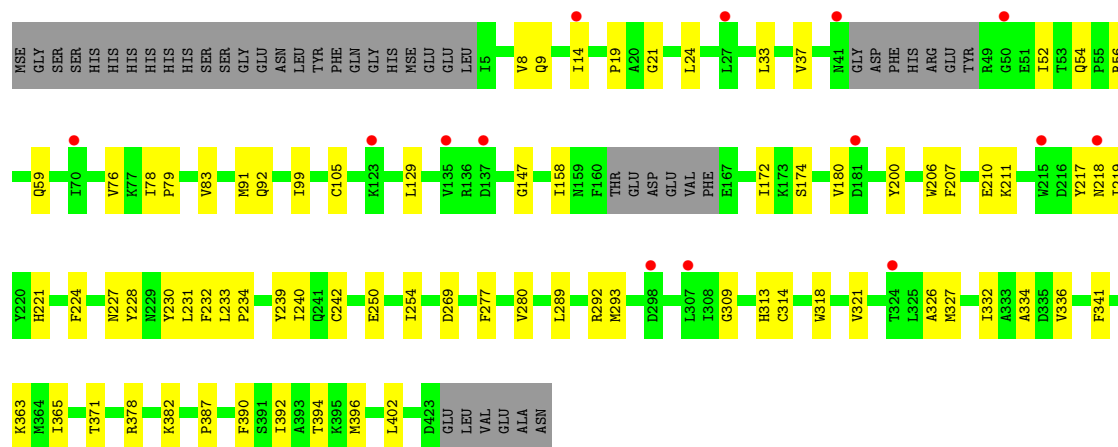 MSE GLY SER SER HIS HIS HIS HIS HIS HIS SER SER GLY GLU ASN LEU TYR PHE GLN GLY HIS MSE GLU GLU LEU I5 V8 Q9 I14 P19 A20 G21 L24 L27 L33 V37 N41 GLY ASP PHE HIS ARG GLU TYR R49 G50 E51 I52 T53 Q54 P55
Q59 I70 V76 K77 I78 P79 V83 M91 Q92 I99 C105 K123 L129 V135 R136 D137 G147 I158 N159 F160 THR GLU ASP GLU VAL PHE E167 I172 K173 S174 V180 D181 Y200 W206 F207 E210 K211 W215 D216 Y217 N218
Y220 H221 F224 N227 Y228 N229 Y230 L231 F232 L233 P234 Y239 I240 Q241 C242 E250 I254 D269 F277 V280 L289 R292 M293 D298 L307 I308 G309 H313 C314 W318 V321 T324 L325 A326 M327 I332 A333 A334 D335 V336 F341
K363 M364 I365 T371 R378 K382 P387 F390 S391 I392 A393 T394 K395 M396 L402 D423 GLU LEU VAL GLU ALA ASN